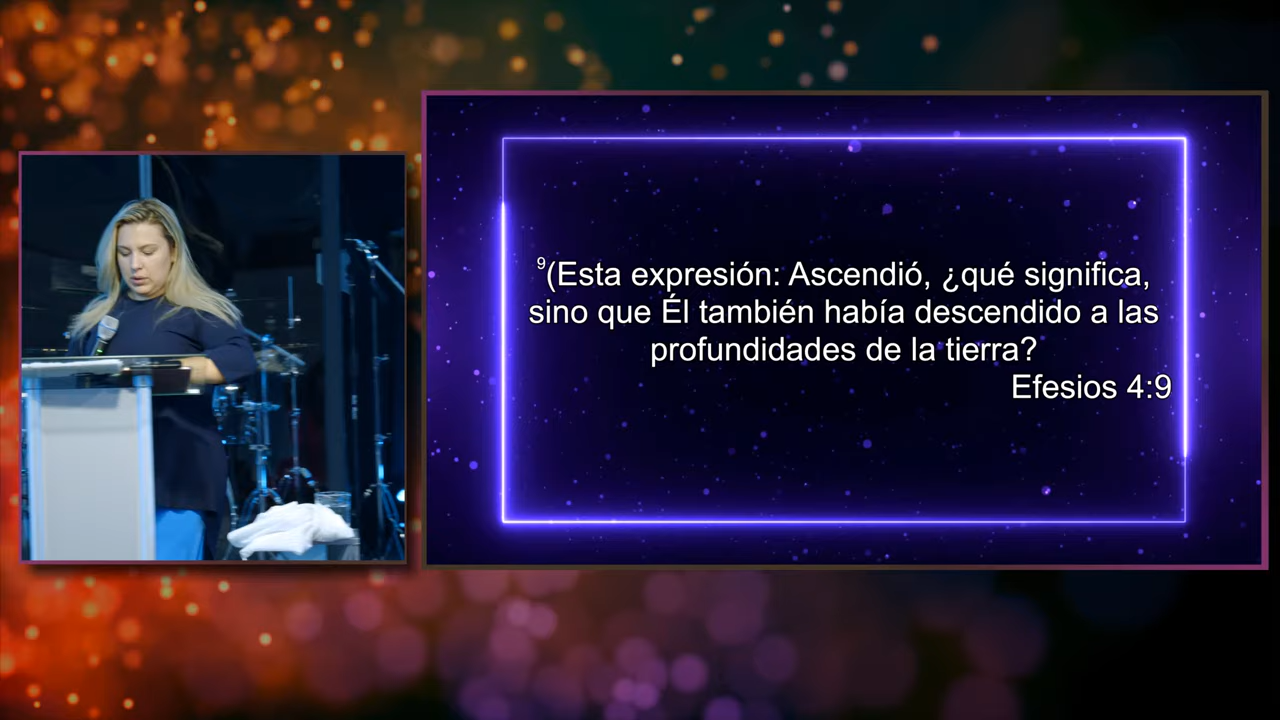 9(Esta expresión: Ascendió, ¿qué significa,
sino que Él también había descendido a las
profundidades de la tierra?
Efesios 4:9